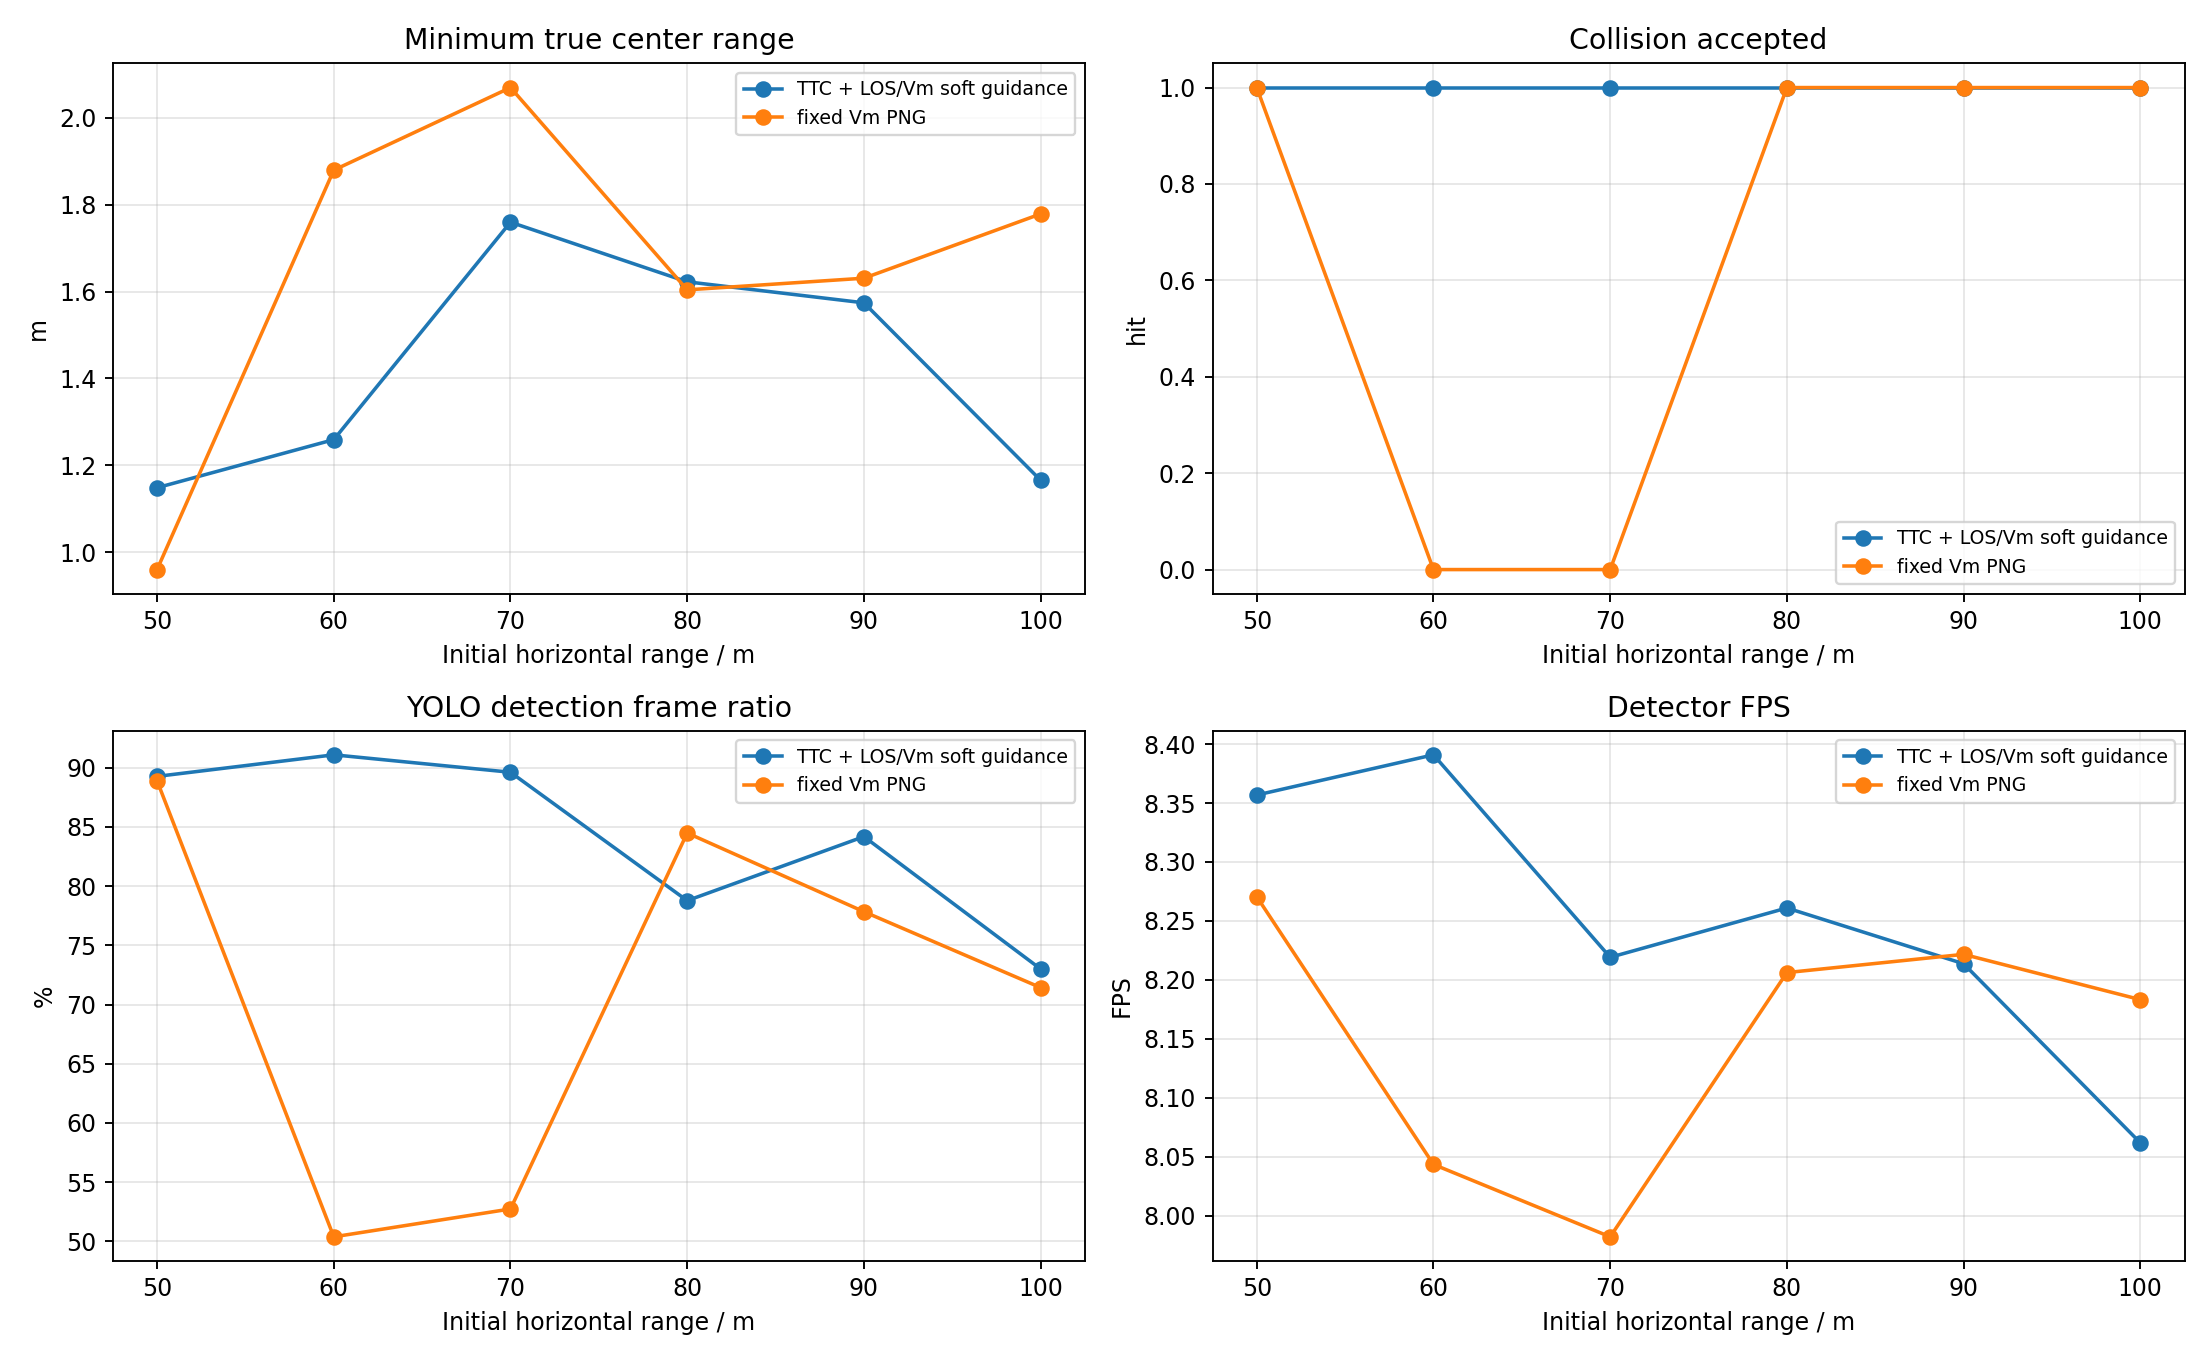 Minimum true center range
TTC + LOS/Vm soft guidance
fixed Vm PNG
2.0
1.8
1.6
1.4
1.2
1.0
m
50 60 70 80 90 100
Initial horizontal range / m
Collision accepted
1.0
0.8
0.6
0.4
0.2
0.0
hit
TTC + LOS/Vm soft guidance
fixed Vm PNG
50 60 70 80 90 100
Initial horizontal range / m
YOLO detection frame ratio
TTC + LOS/Vm soft guidance
fixed Vm PNG
90
85
80
75
70
65
60
55
50
%
50 60 70 80 90 100
Initial horizontal range / m
Detector FPS
TTC + LOS/Vm soft guidance
fixed Vm PNG
8.40
8.35
8.30
8.25
8.20
8.15
8.10
8.05
8.00
FPS
50 60 70 80 90 100
Initial horizontal range / m